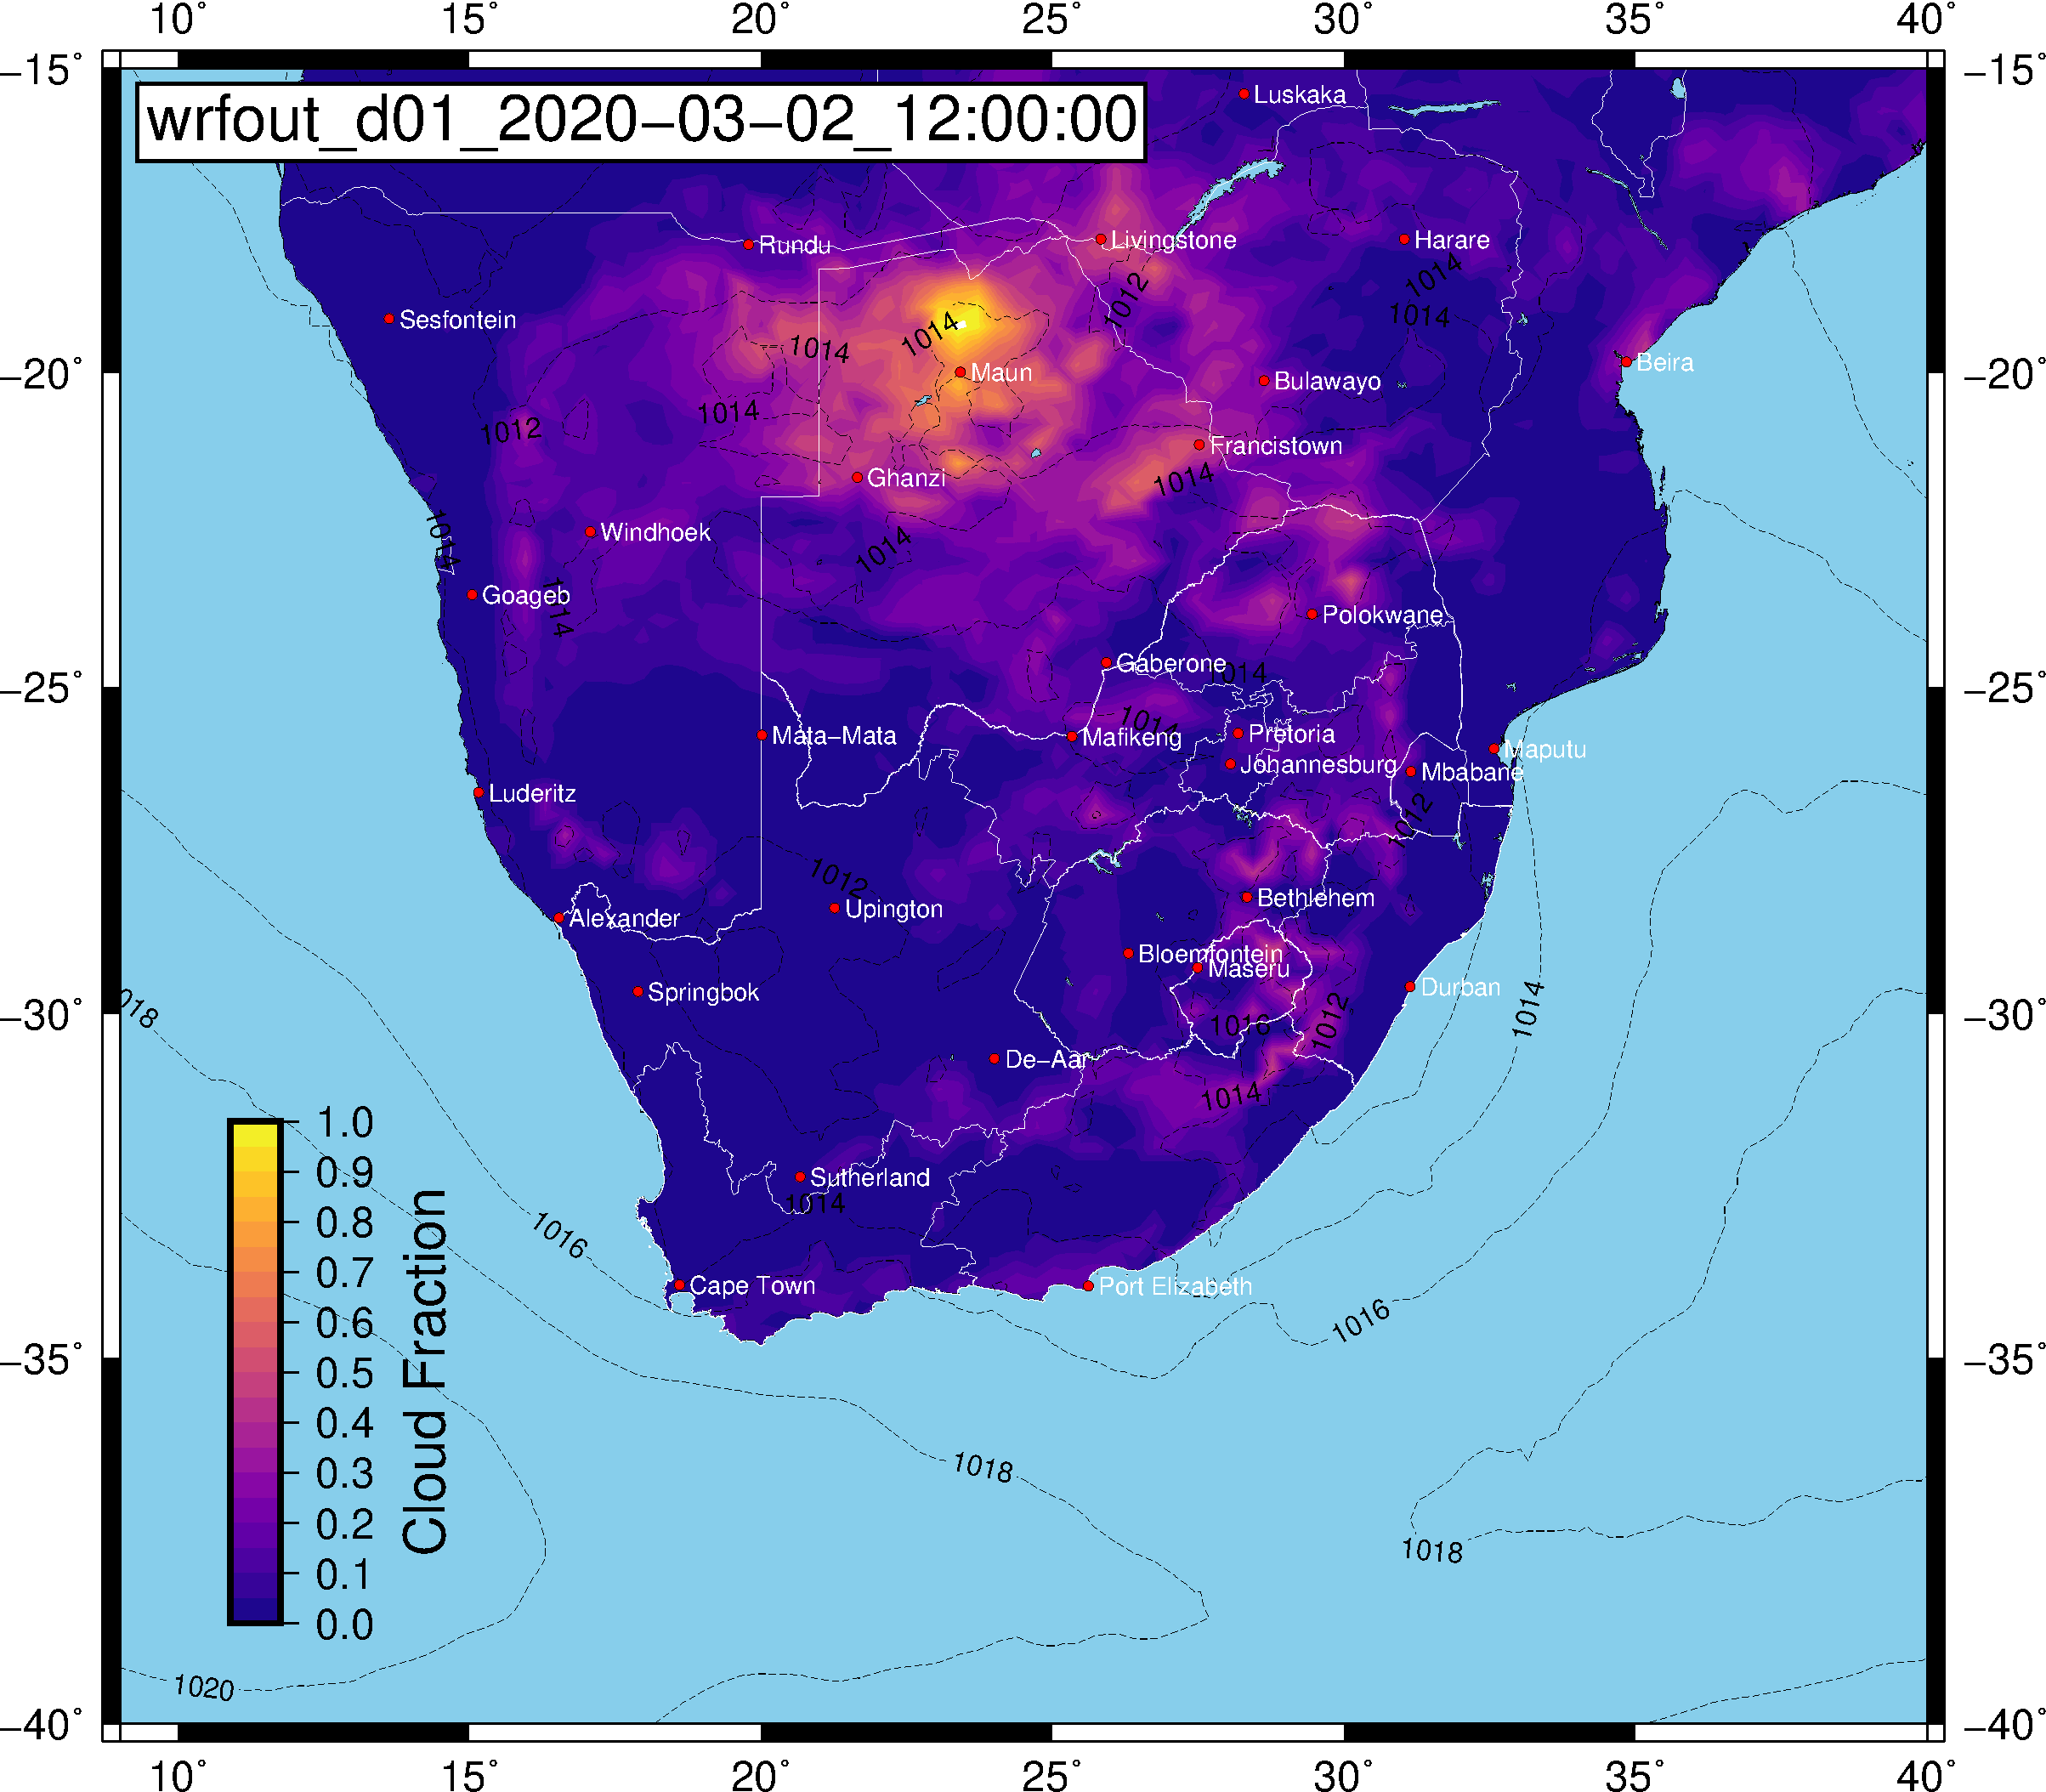 10° 15° 20° 25° 30° 35° 40°
−15° −15°
wrfout_d01_2020−03−02_12:00:00
Luskaka
Rundu
Livingstone
Harare
1014
1012
Sesfontein
1014
1014
1014
Beira
−20° −20°
Maun
Bulawayo
1014
1012
Francistown
Ghanzi
1014
1014
Windhoek
1014
Goageb
1014
Polokwane
Gaberone
1014
−25° −25°
1014
Mata−Mata
Mafikeng
Pretoria
Maputu
Johannesburg
Mbabane
Luderitz
1012
1012
Bethlehem
Upington
Alexander
Bloemfontein
Maseru
Springbok
Durban
1018
−30° −30°
1014
1012
1016
De−Aar
1014
Sutherland
1014
1016
Cape Town
Port Elizabeth
1016
−35° −35°
1.0
0.9
0.8
0.7
0.6
0.5
0.4
0.3
0.2
0.1
0.0
Cloud Fraction
1018
1018
1020
−40° −40°
10° 15° 20° 25° 30° 35° 40°